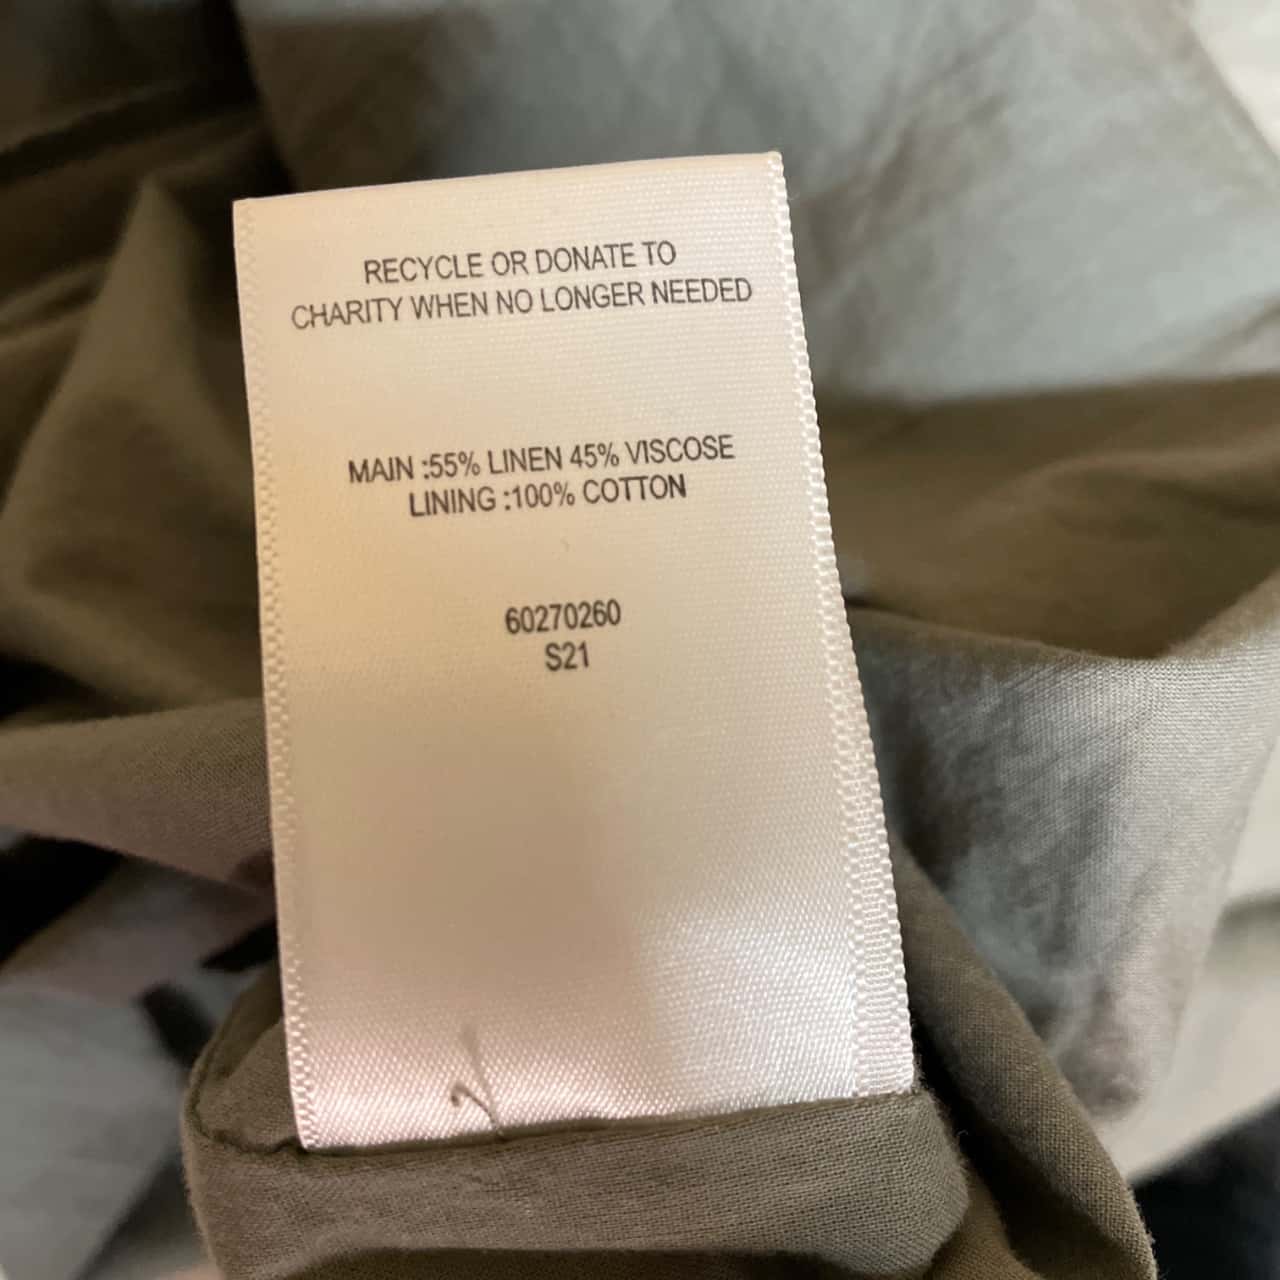 RECYCLE OR DONATE TO
CHARITY WHEN NO LONGER NEEDED
MAIN :55% LINEN 45% VISCOSE
LINING :100% COTTON
60270260
S21